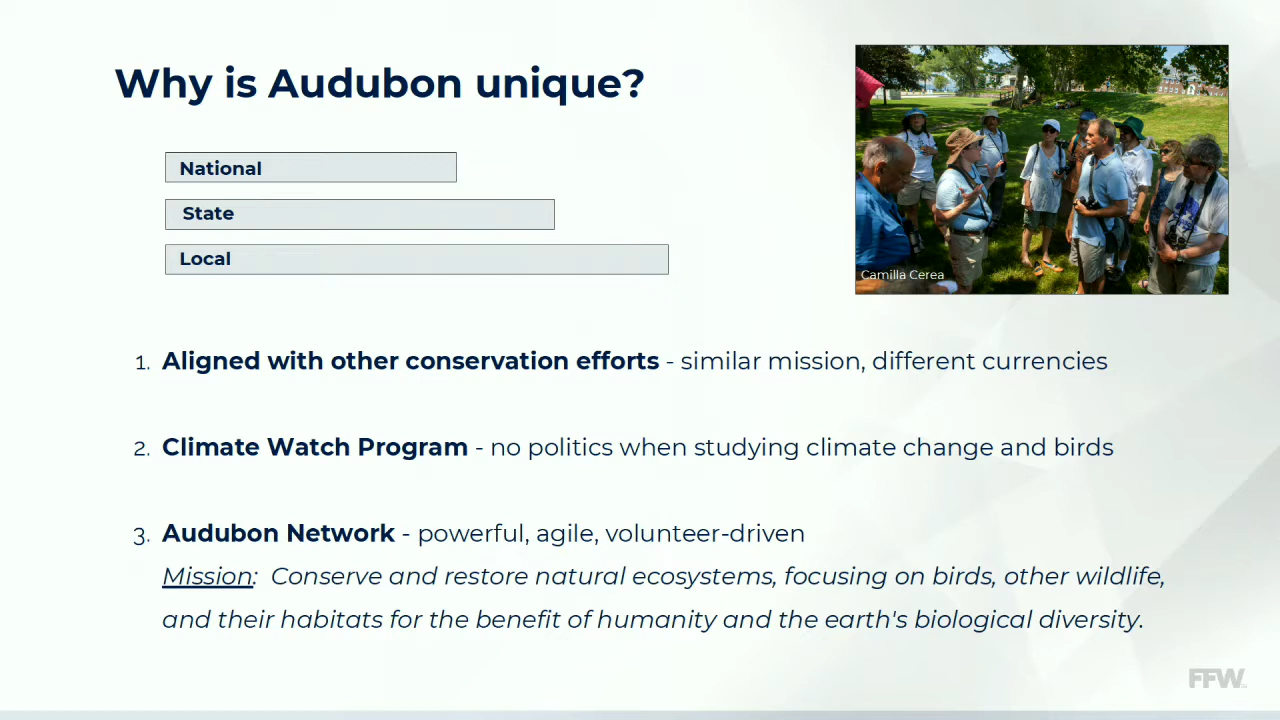 Why is Audubon unique?
National
State
Local
Camilla Cerea
1. Aligned with other conservation efforts - similar mission, different currencies
2. Climate Watch Program - no politics when studying climate change and birds
3. Audubon Network - powerful, agile, volunteer-driven
Mission:  Conserve and restore natural ecosystems, focusing on birds, other wildlife,
and their habitats for the benefit of humanity and the earth's biological diversity.
FFW